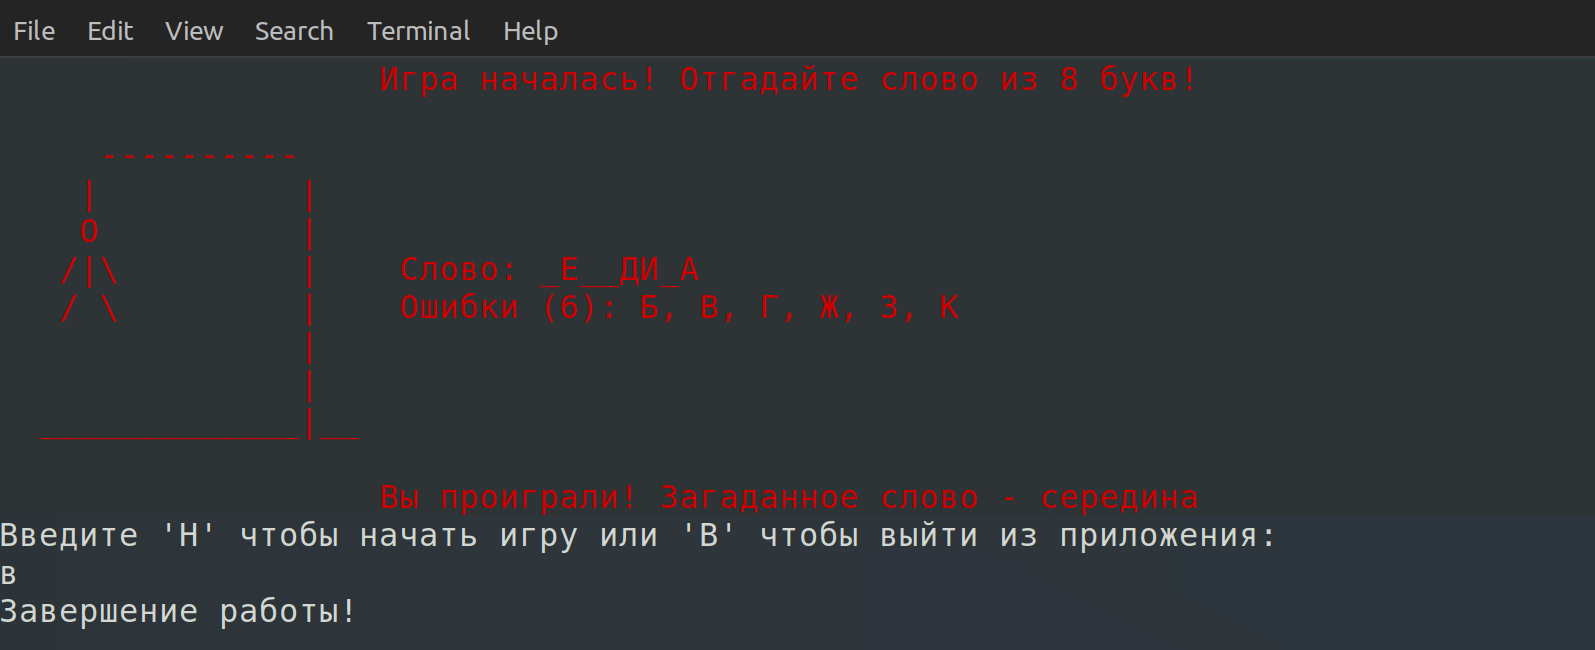 File Edit View Search Terminal Help
Игра началась! Отгадайте слово из 8 букв!
----------
| |
O |
/|\ | Слово: _Е__ДИ_А
/ \ | Ошибки (6): Б, В, Г, Ж, З, К
|
|
_____________|__
Вы проиграли! Загаданное слово - середина
Введите 'Н' чтобы начать игру или 'В' чтобы выйти из приложения:
в
Завершение работы!